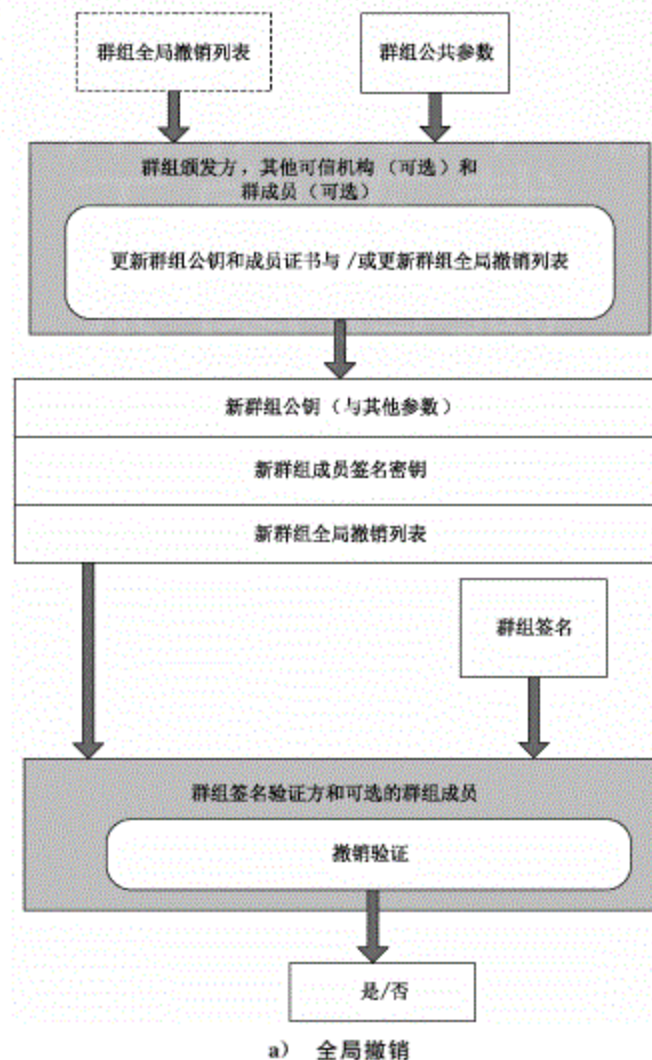 群组全局撤销列表
群组公共参数
群组颁发方，其他可信机构（可选）和
群成员（可选）
更新群组公钥和成员证书与/或更新群组全局撤销列表
新群组公钥（与其他参数）
新群组成员签名密钥
新群组全局撤销列表
群组签名
群组签名验证方和可选的群组成员
撤销验证
是/否
a） 全局撤销